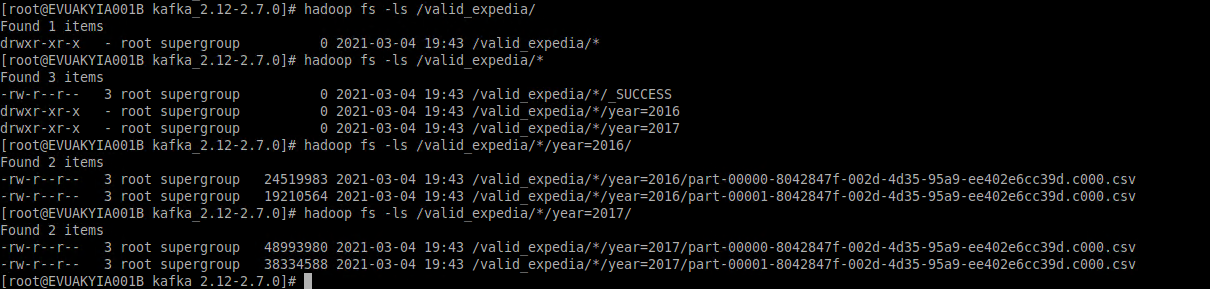 [root@EVUAKYIA001B kafka_2.12-2.7.0]# hadoop fs -ls /valid_expedia/
Found 1 items
drwxr-xr-x   - root supergroup          0 2021-03-04 19:43 /valid_expedia/*
[root@EVUAKYIA001B kafka_2.12-2.7.0]# hadoop fs -ls /valid_expedia/*
Found 3 items
-rw-r--r--   3 root supergroup          0 2021-03-04 19:43 /valid_expedia/*/_SUCCESS
drwxr-xr-x   - root supergroup          0 2021-03-04 19:43 /valid_expedia/*/year=2016
drwxr-xr-x   - root supergroup          0 2021-03-04 19:43 /valid_expedia/*/year=2017
[root@EVUAKYIA001B kafka_2.12-2.7.0]# hadoop fs -ls /valid_expedia/*/year=2016/
Found 2 items
-rw-r--r--   3 root supergroup   24519983 2021-03-04 19:43 /valid_expedia/*/year=2016/part-00000-8042847f-002d-4d35-95a9-ee402e6cc39d.c000.csv
-rw-r--r--   3 root supergroup   19210564 2021-03-04 19:43 /valid_expedia/*/year=2016/part-00001-8042847f-002d-4d35-95a9-ee402e6cc39d.c000.csv
[root@EVUAKYIA001B kafka_2.12-2.7.0]# hadoop fs -ls /valid_expedia/*/year=2017/
Found 2 items
-rw-r--r--   3 root supergroup   48993980 2021-03-04 19:43 /valid_expedia/*/year=2017/part-00000-8042847f-002d-4d35-95a9-ee402e6cc39d.c000.csv
-rw-r--r--   3 root supergroup   38334588 2021-03-04 19:43 /valid_expedia/*/year=2017/part-00001-8042847f-002d-4d35-95a9-ee402e6cc39d.c000.csv
[root@EVUAKYIA001B kafka_2.12-2.7.0]#